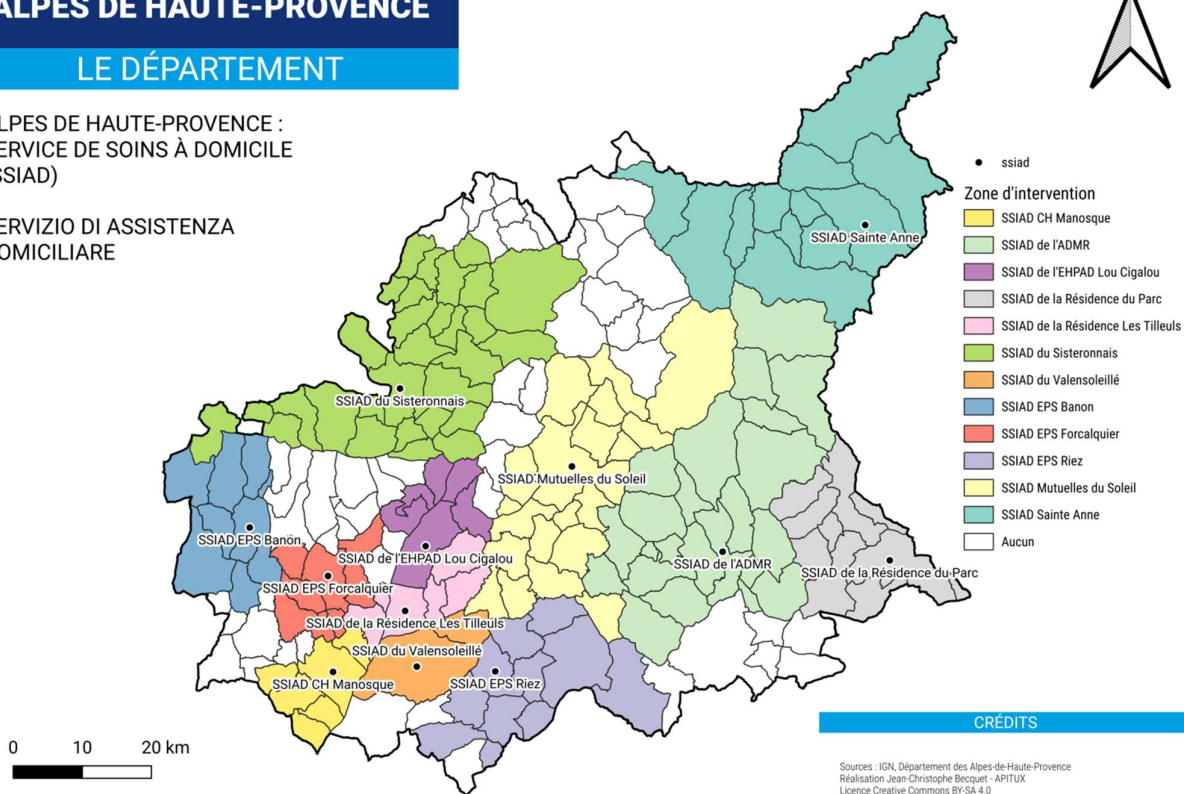 ALPES DE HAUTE-PROVENCE
LE DÉPARTEMENT
LPES DE HAUTE-PROVENCE :
ERVICE DE SOINS À DOMICILE
SSIAD)
ERVIZIO DI ASSISTENZA
OMICILIARE
ssiad
Zone d'intervention
SSIAD CH Manosque
SSIAD de l'ADMR
SSIAD de l'EHPAD Lou Cigalou
SSIAD de la Résidence du Parc
SSIAD de la Résidence Les Tilleuls
SSIAD du Sisteronnais
SSIAD du Valensoleillé
SSIAD EPS Banon
SSIAD EPS Forcalquier
SSIAD EPS Riez
SSIAD Mutuelles du Soleil
SSIAD Sainte Anne
Aucun
SSIAD Sainte Anne
SSIAD du Sisteronnais
SSIAD Mutuelles du Soleil
SSIAD EPS Banon
SSIAD de l'EHPAD Lou Cigalou
SSIAD de l'ADMR
SSIAD de la Résidence du Parc
SSIAD EPS Forcalquier
SSIAD de la Résidence Les Tilleuls
SSIAD du Valensoleillé
SSIAD CH Manosque
SSIAD EPS Riez
0 10 20 km
CRÉDITS
Sources : IGN, Département des Alpes-de-Haute-Provence
Réalisation Jean-Christophe Becquet - APITUX
Licence Creative Commons BY-SA 4.0